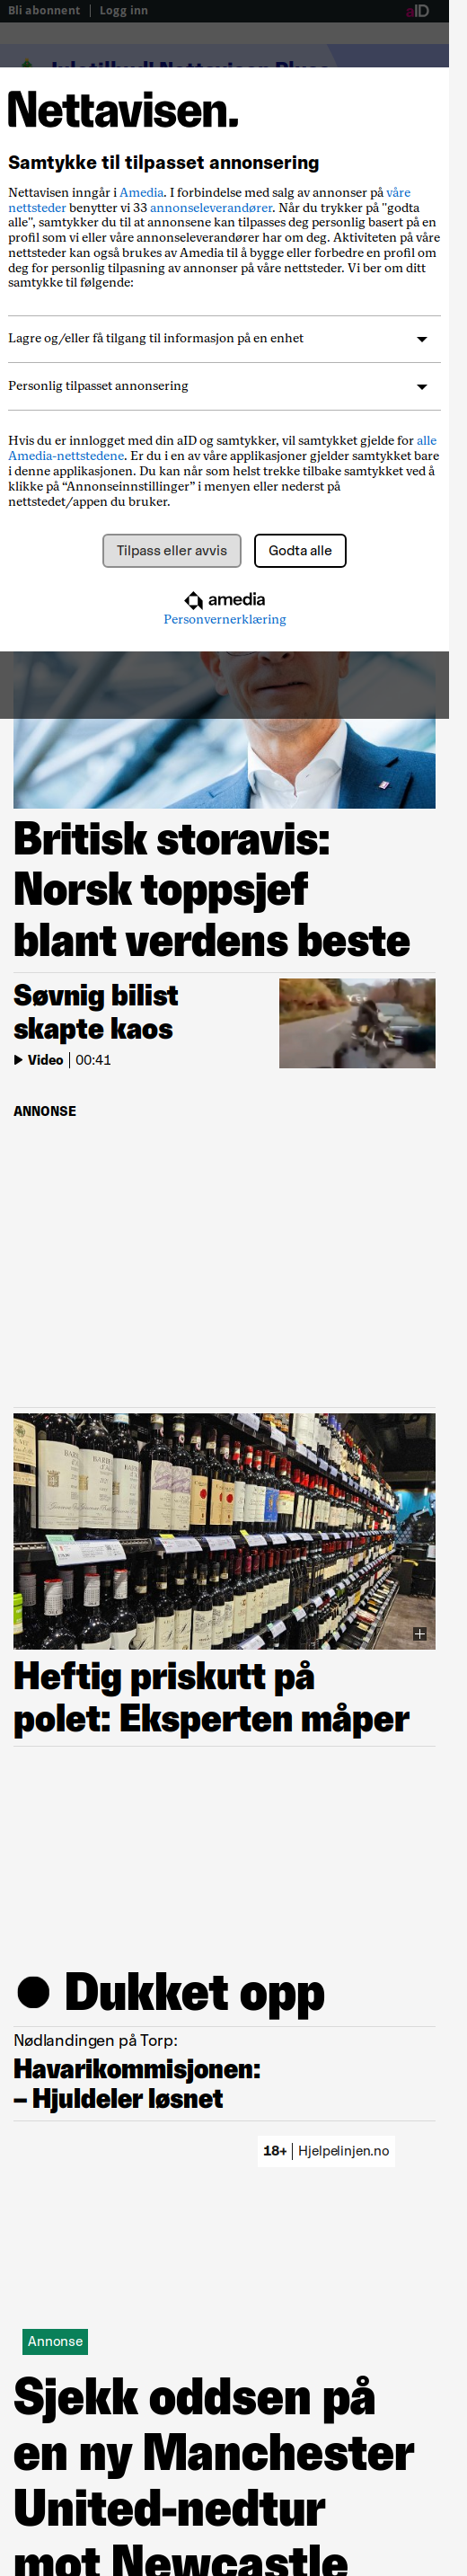 Bli abonnent | Logg inn
aID
Nettavisen.
Samtykke til tilpasset annonsering
Nettavisen inngår i Amedia. I forbindelse med salg av annonser på våre
nettsteder benytter vi 33 annonseleverandører. Når du trykker på "godta
alle", samtykker du til at annonsene kan tilpasses deg personlig basert på en
profil som vi eller våre annonseleverandører har om deg. Aktiviteten på våre
nettsteder kan også brukes av Amedia til å bygge eller forbedre en profil om
deg for personlig tilpasning av annonser på våre nettsteder. Vi ber om ditt
samtykke til følgende:
Lagre og/eller få tilgang til informasjon på en enhet
Personlig tilpasset annonsering
Hvis du er innlogget med din aID og samtykker, vil samtykket gjelde for alle
Amedia-nettstedene. Er du i en av våre applikasjoner gjelder samtykket bare
i denne applikasjonen. Du kan når som helst trekke tilbake samtykket ved å
klikke på “Annonseinnstillinger” i menyen eller nederst på
nettstedet/appen du bruker.
Tilpass eller avvis
Godta alle
amedia
Personvernerklæring
Britisk storavis:
Norsk toppsjef
blant verdens beste
Søvnig bilist
skapte kaos
Video | 00:41
ANNONSE
Heftig priskutt på
polet: Eksperten måper
● Dukket opp
Nødlandingen på Torp:
Havarikommisjonen:
– Hjuldeler løsnet
18+ | Hjelpelinjen.no
Annonse
Sjekk oddsen på
en ny Manchester
United-nedtur
mot Newcastle